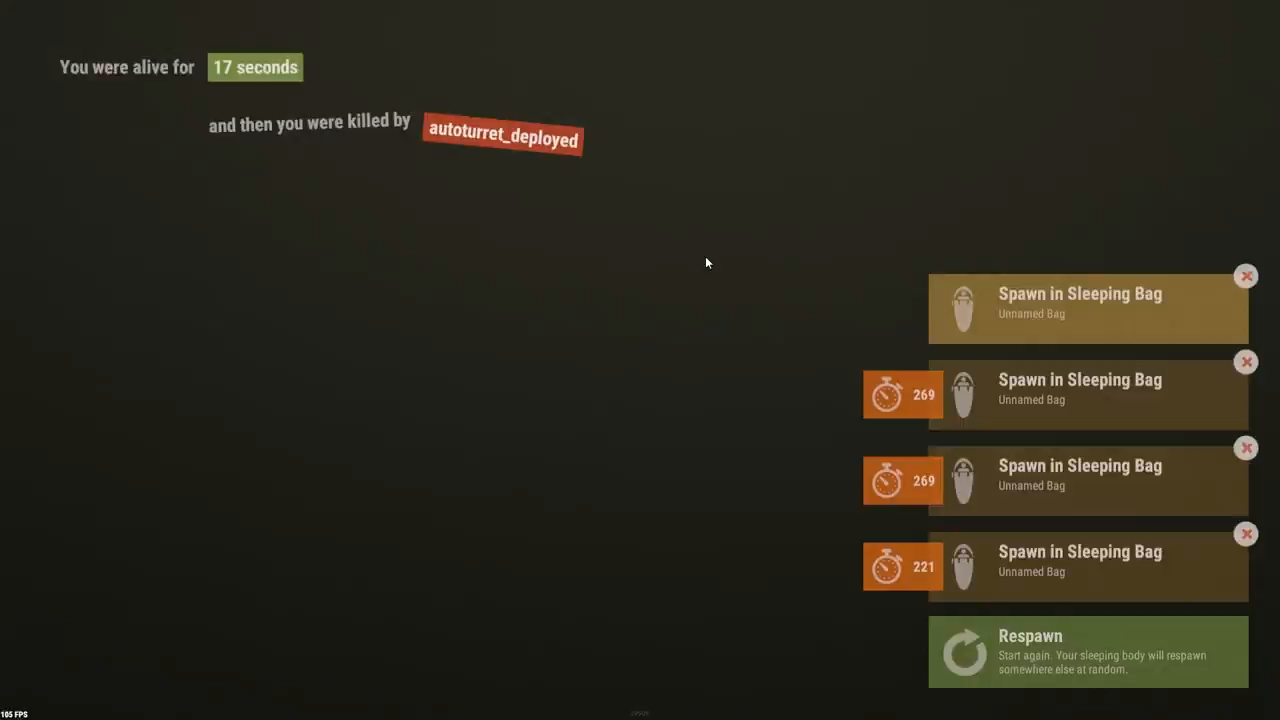 You were alive for 17 seconds
and then you were killed by autoturret_deployed
Spawn in Sleeping Bag
Unnamed Bag
269
Spawn in Sleeping Bag
Unnamed Bag
269
Spawn in Sleeping Bag
Unnamed Bag
221
Spawn in Sleeping Bag
Unnamed Bag
Respawn
Start again. Your sleeping body will respawn
somewhere else at random.
105 FPS